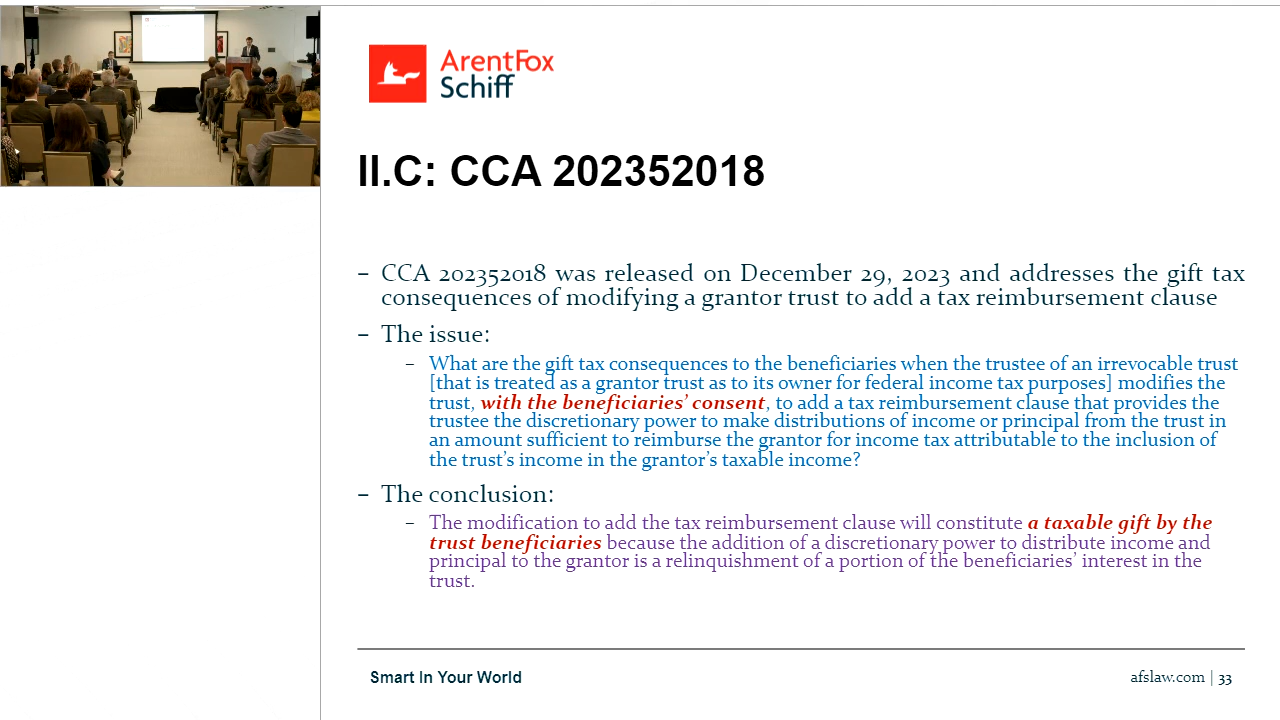 ArentFox
Schiff
II.C: CCA 202352018
– CCA 202352018 was released on December 29, 2023 and addresses the gift tax
consequences of modifying a grantor trust to add a tax reimbursement clause
– The issue:
– What are the gift tax consequences to the beneficiaries when the trustee of an irrevocable trust
[that is treated as a grantor trust as to its owner for federal income tax purposes] modifies the
trust, with the beneficiaries' consent, to add a tax reimbursement clause that provides the
trustee the discretionary power to make distributions of income or principal from the trust in
an amount sufficient to reimburse the grantor for income tax attributable to the inclusion of
the trust's income in the grantor's taxable income?
– The conclusion:
– The modification to add the tax reimbursement clause will constitute a taxable gift by the
trust beneficiaries because the addition of a discretionary power to distribute income and
principal to the grantor is a relinquishment of a portion of the beneficiaries' interest in the
trust.
Smart In Your World
afslaw.com | 33